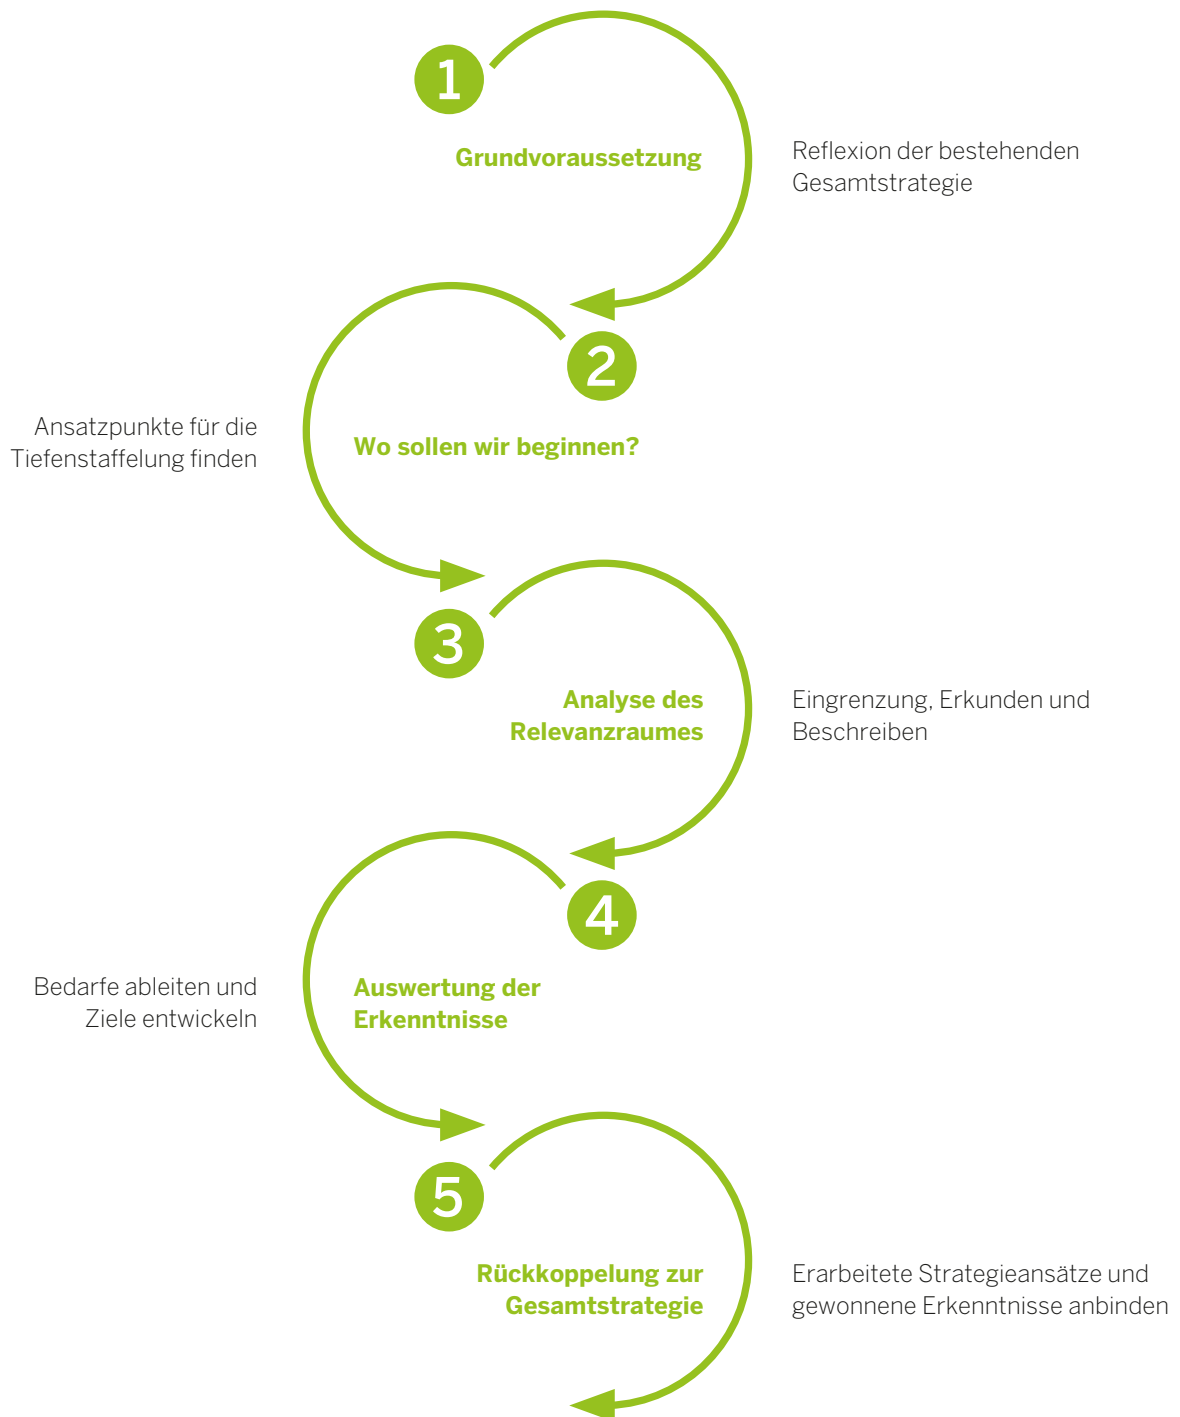 1
Grundvoraussetzung
Reflexion der bestehenden
Gesamtstrategie
2
Wo sollen wir beginnen?
Ansatzpunkte für die
Tiefenstaffelung finden
3
Analyse des
Relevanzraumes
Eingrenzung, Erkunden und
Beschreiben
4
Auswertung der
Erkenntnisse
Bedarfe ableiten und
Ziele entwickeln
5
Rückkoppelung zur
Gesamtstrategie
Erarbeitete Strategieansätze und
gewonnene Erkenntnisse anbinden